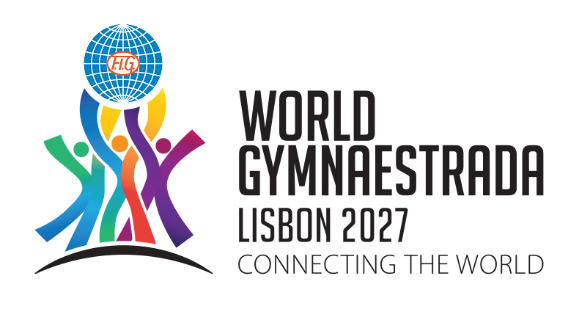 F.I.G.
WORLD
GYMNAESTRADA
LISBON 2027
CONNECTING THE WORLD